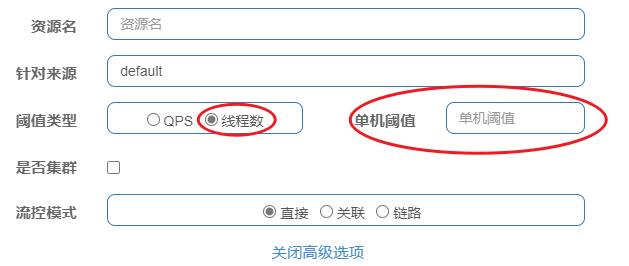 资源名 资源名
针对来源 default
阈值类型 QPS 线程数 单机阈值 单机阈值
是否集群
流控模式 直接 关联 链路
关闭高级选项